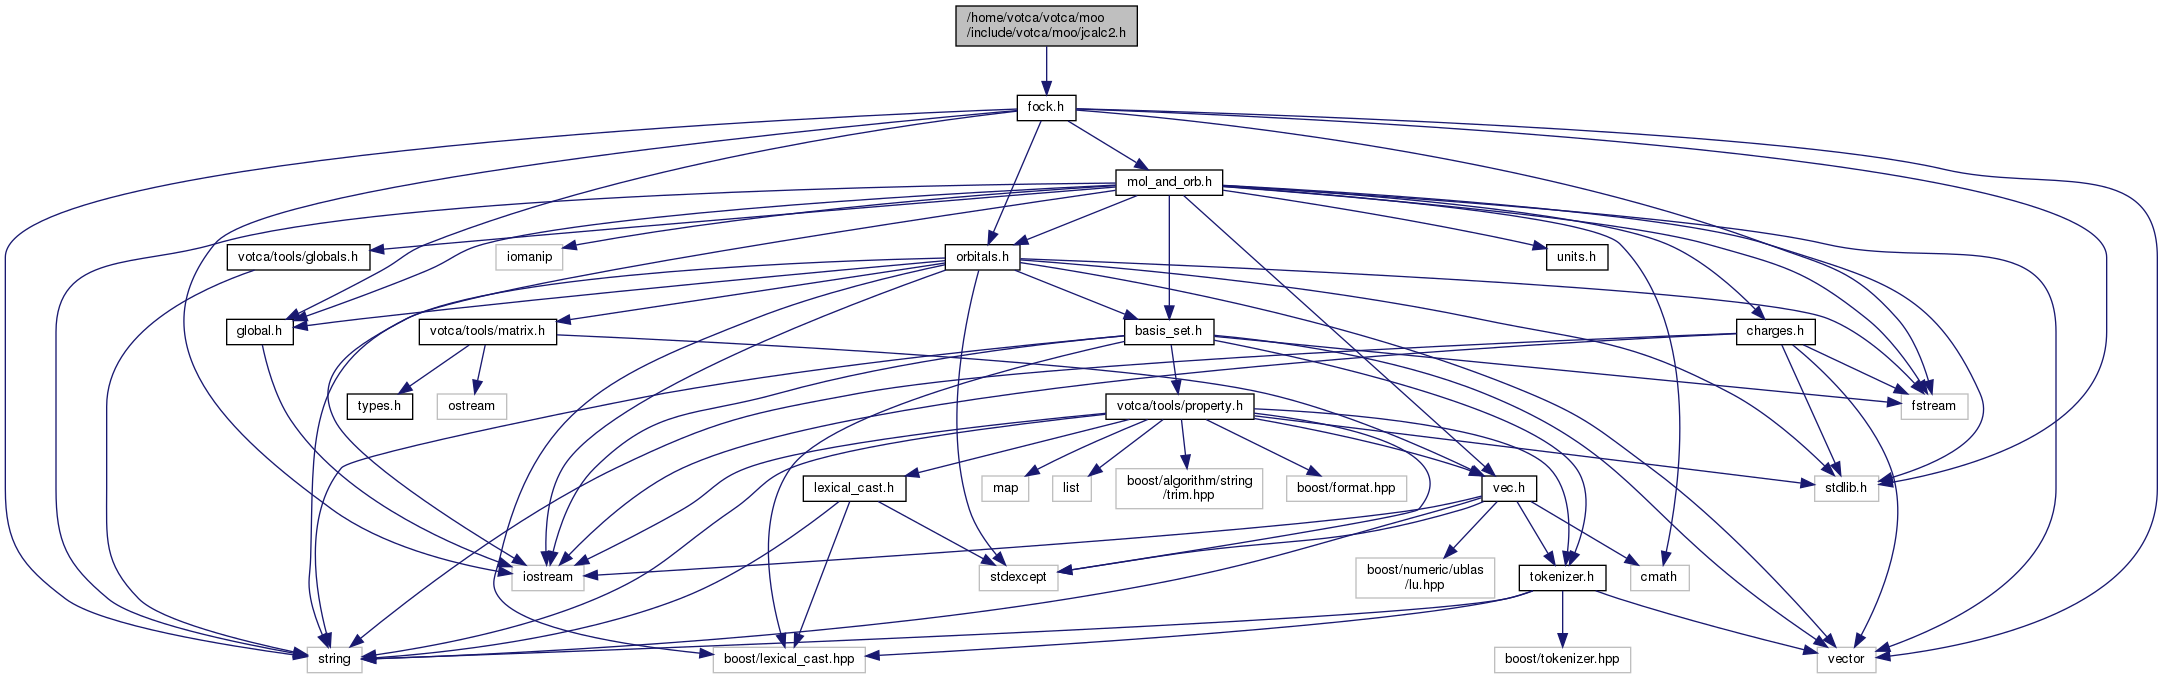 /home/votca/votca/moo
/include/votca/moo/jcalc2.h
fock.h
mol_and_orb.h
votca/tools/globals.h
iomanip
orbitals.h
units.h
global.h
votca/tools/matrix.h
basis_set.h
charges.h
types.h
ostream
votca/tools/property.h
fstream
lexical_cast.h
map
list
boost/algorithm/string
/trim.hpp
boost/format.hpp
vec.h
stdlib.h
iostream
stdexcept
boost/numeric/ublas
/lu.hpp
tokenizer.h
cmath
string
boost/lexical_cast.hpp
boost/tokenizer.hpp
vector